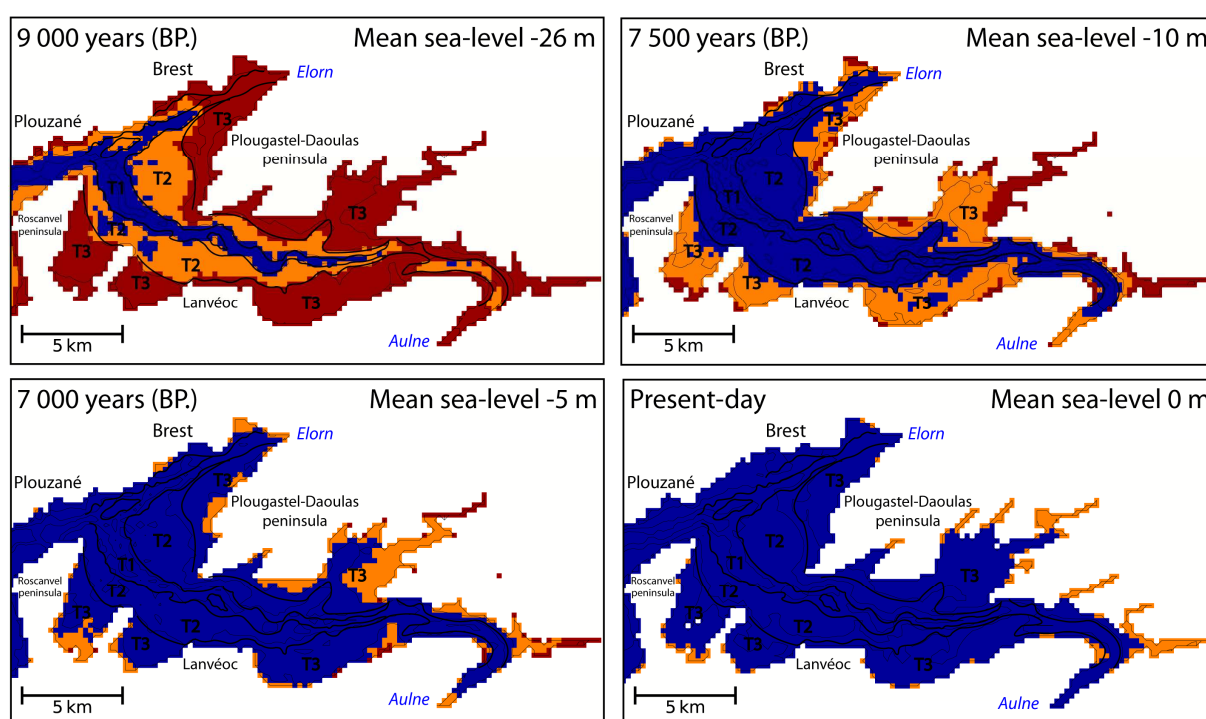 9 000 years (BP.) Mean sea-level -26 m
Brest
Elorn
Plouzané
T3
Plougastel-Daoulas
peninsula
T1
T2
T3
Roscanvel
peninsula
T2
T3
T2
T3
T3
Lanvéoc
5 km
Aulne
7 500 years (BP.) Mean sea-level -10 m
Brest
Elorn
T3
Plouzané
Plougastel-Daoulas
peninsula
T2
T1
T3
Roscanvel
peninsula
T2
T3
T2
T3
T3
Lanvéoc
5 km
Aulne
7 000 years (BP.) Mean sea-level -5 m
Brest
Elorn
Plouzané
T3
Plougastel-Daoulas
peninsula
T2
T1
T3
Roscanvel
peninsula
T2
T3
T2
T3
Lanvéoc
T3
5 km
Aulne
Present-day Mean sea-level 0 m
Brest
Elorn
Plouzané
T3
Plougastel-Daoulas
peninsula
T2
T1
T3
Roscanvel
peninsula
T2
T3
T2
T3
Lanvéoc
T3
5 km
Aulne